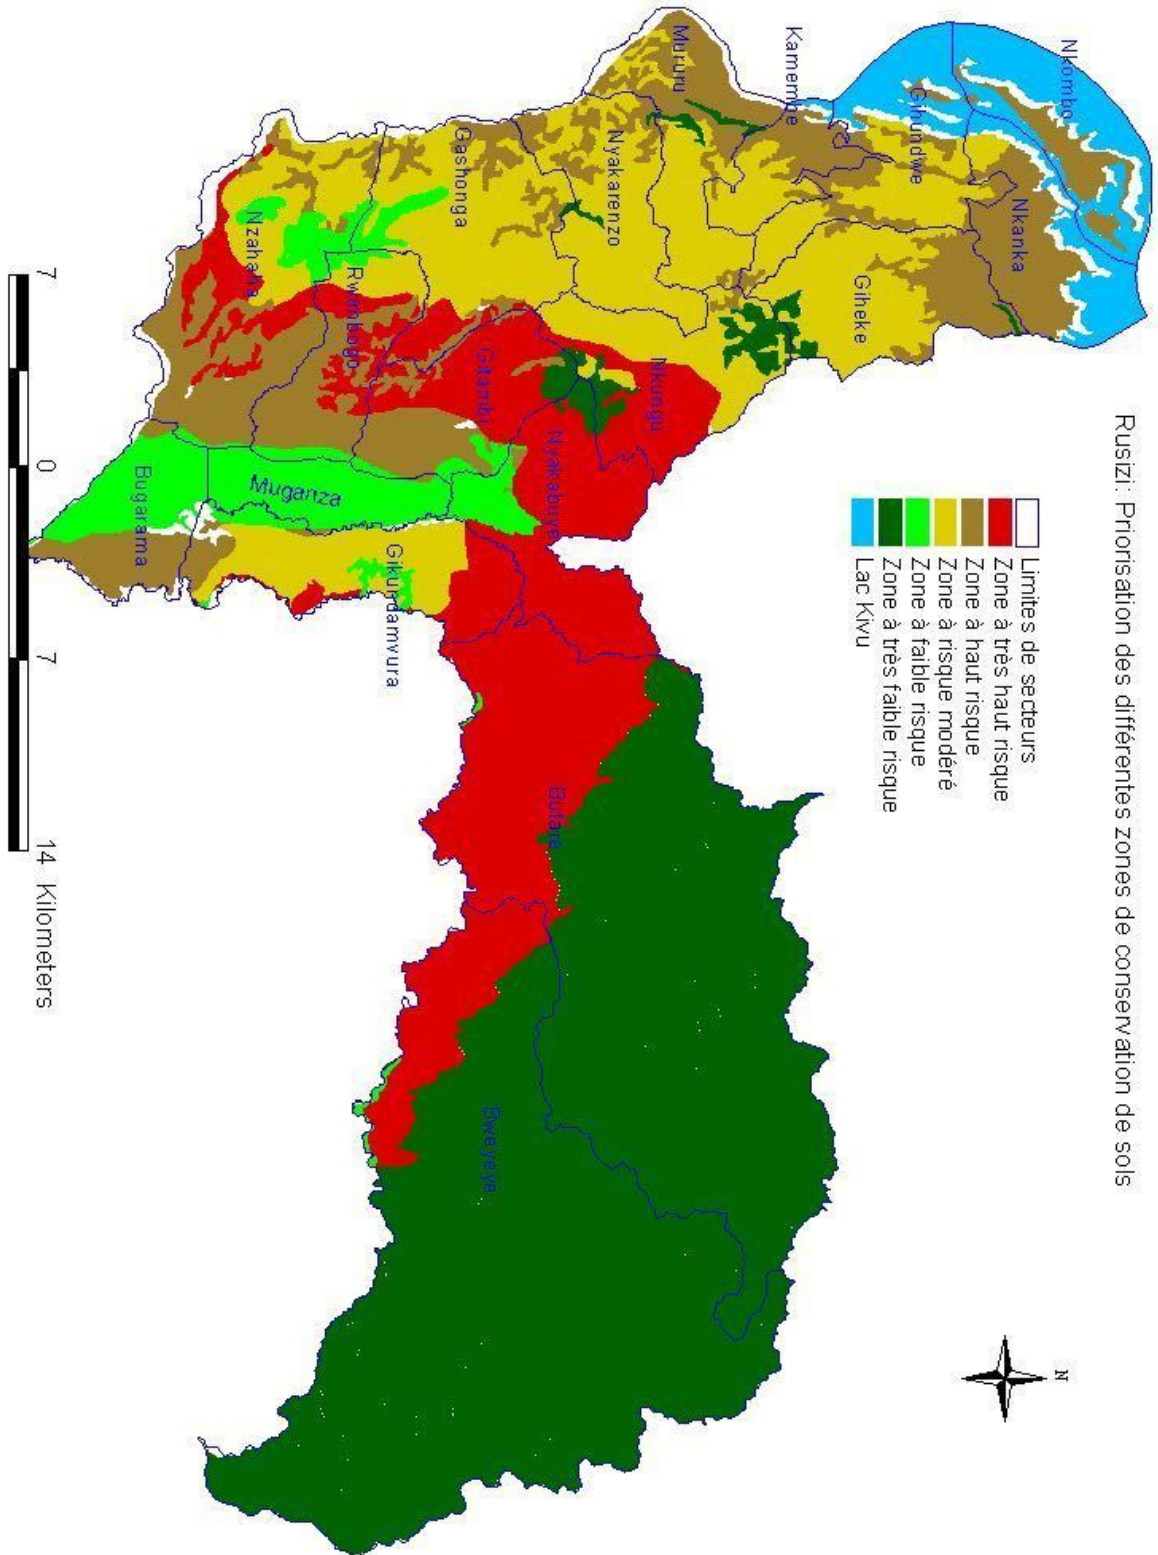 Rusizi: Priorisation des différentes zones de conservation de sols
N
Limites de secteurs
Zone à très haut risque
Zone à haut risque
Zone à risque modéré
Zone à faible risque
Zone à très faible risque
Lac Kivu
Nkombo
Nkanka
Gihundwe
Kamembe
Giheke
Mururu
Nyakarenzo
Nkungu
Gashonga
Nyakabuye
Gitambi
Butare
Rwimbogo
Gikundamvura
Bweyeye
Nzahaha
Muganza
Bugarama
7 0 7 14 Kilometers